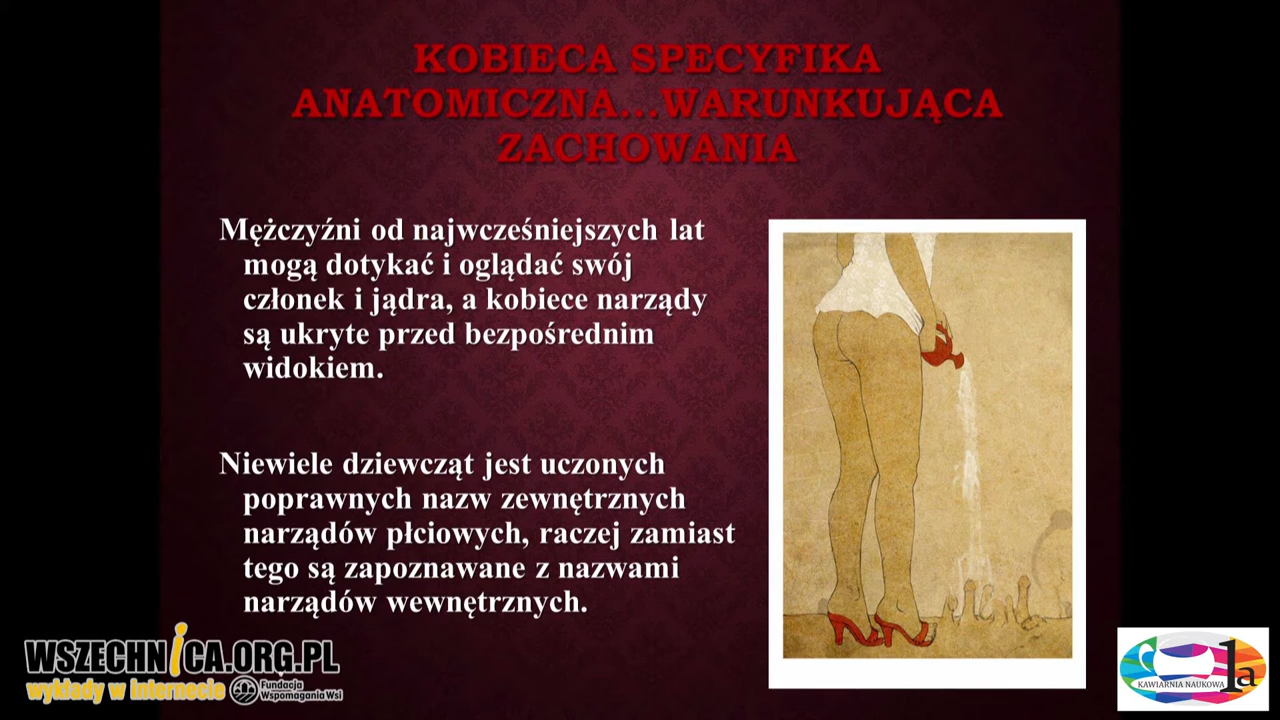 KOBIECA SPECYFIKA
ANATOMICZNA...WARUNKUJĄCA
ZACHOWANIA
Mężczyźni od najwcześniejszych lat
mogą dotykać i oglądać swój
członek i jądra, a kobiece narządy
są ukryte przed bezpośrednim
widokiem.
Niewiele dziewcząt jest uczonych
poprawnych nazw zewnętrznych
narządów płciowych, raczej zamiast
tego są zapoznawane z nazwami
narządów wewnętrznych.
WSZECHNICA.ORG.PL
wykłady w internecie
Fundacja
Wspomagania Wsi
KAWIARNIA NAUKOWA
1a